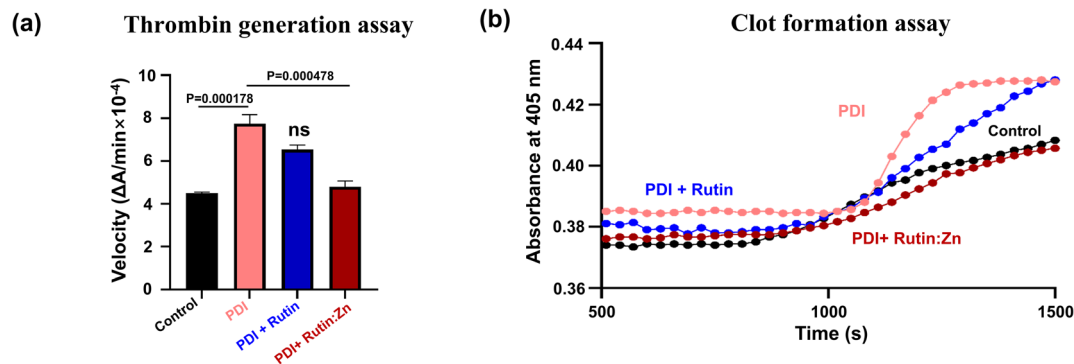 (a)
Thrombin generation assay
Velocity (ΔA/min×10⁻⁴)
10
8
6
4
2
0
P=0.000478
P=0.000178
ns
Control
PDI
PDI + Rutin
PDI+ Rutin:Zn
(b)
Clot formation assay
Absorbance at 405 nm
0.44
0.42
0.40
0.38
0.36
PDI
Control
PDI + Rutin
PDI+ Rutin:Zn
500
1000
1500
Time (s)